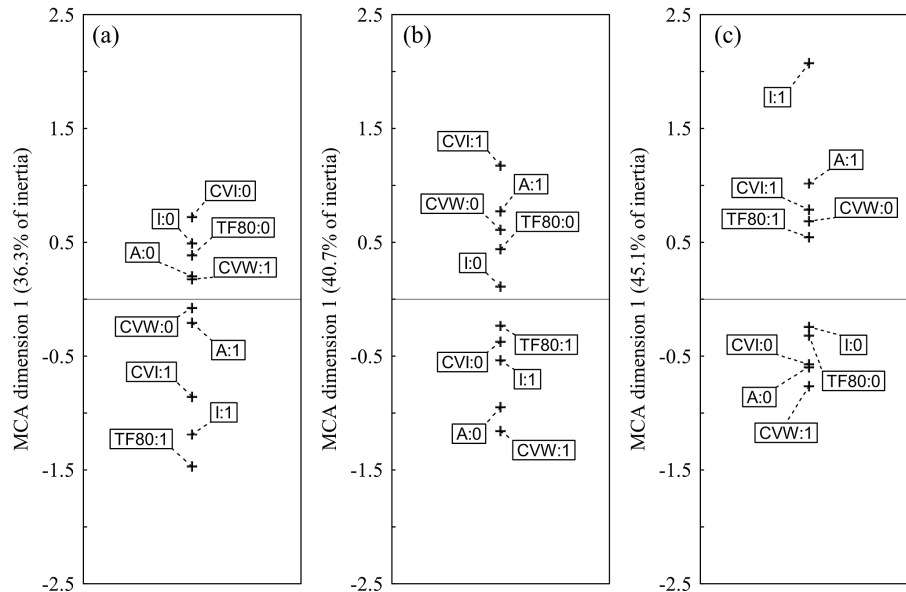 (a)
MCA dimension 1 (36.3% of inertia)
2.5
1.5
0.5
-0.5
-1.5
-2.5
CVI:0
I:0
TF80:0
A:0
CVW:1
CVW:0
A:1
CVI:1
I:1
TF80:1
(b)
MCA dimension 1 (40.7% of inertia)
2.5
1.5
0.5
-0.5
-1.5
-2.5
CVI:1
A:1
CVW:0
TF80:0
I:0
TF80:1
CVI:0
I:1
A:0
CVW:1
(c)
MCA dimension 1 (45.1% of inertia)
2.5
1.5
0.5
-0.5
-1.5
-2.5
I:1
A:1
CVI:1
CVW:0
TF80:1
CVI:0
I:0
TF80:0
A:0
CVW:1